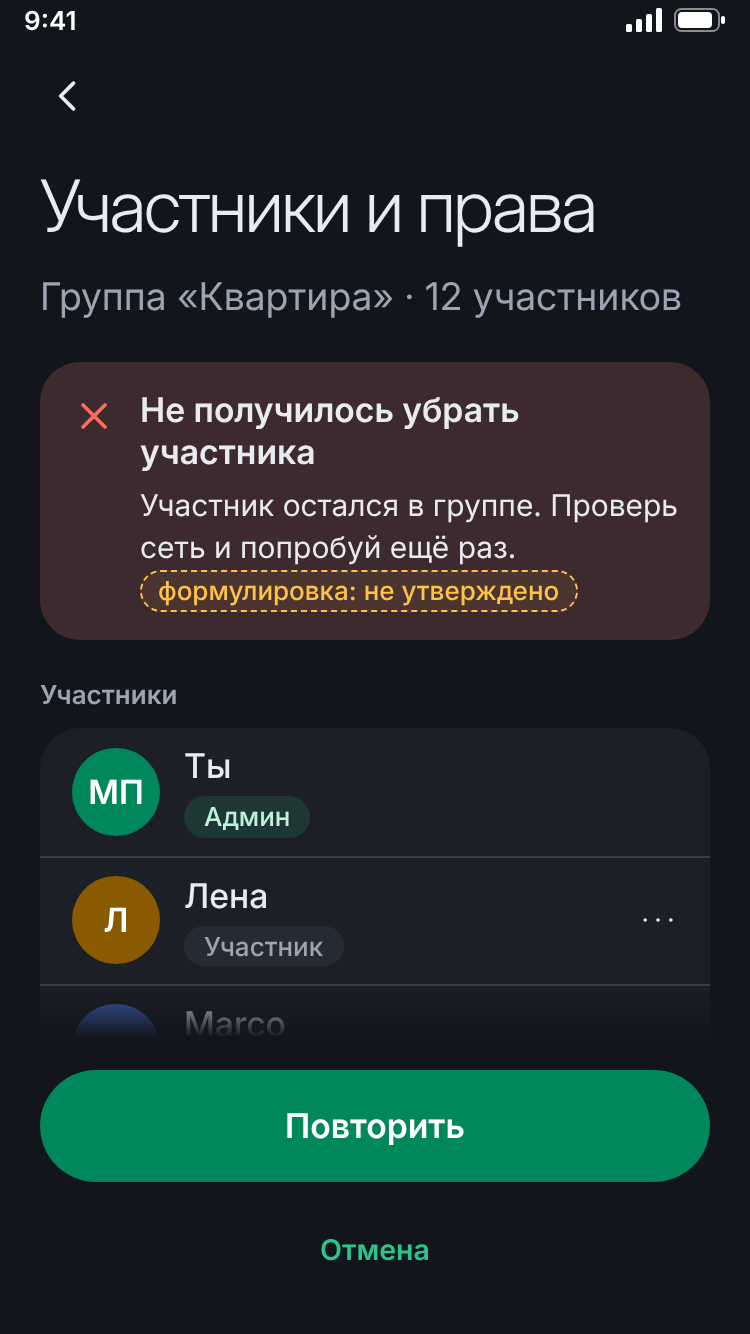 9:41
Участники и права
Группа «Квартира» · 12 участников
Не получилось убрать
участника
Участник остался в группе. Проверь
сеть и попробуй ещё раз.
формулировка: не утверждено
Участники
МП
Ты
Админ
Л
Лена
Участник
Marco
Повторить
Отмена